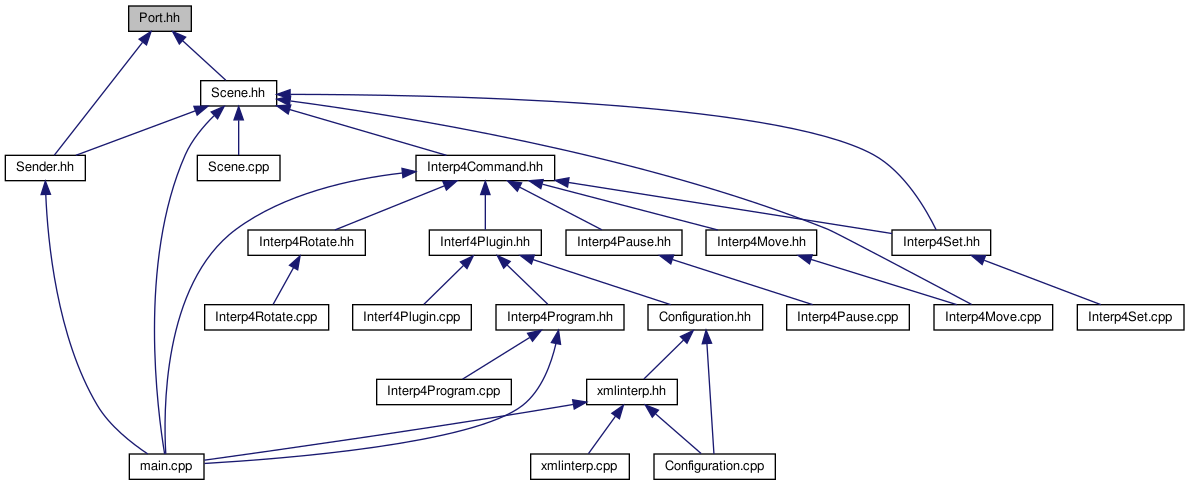 Port.hh
Scene.hh
Sender.hh
Scene.cpp
Interp4Command.hh
Interp4Rotate.hh
Interf4Plugin.hh
Interp4Pause.hh
Interp4Move.hh
Interp4Set.hh
Interp4Rotate.cpp
Interf4Plugin.cpp
Interp4Program.hh
Configuration.hh
Interp4Pause.cpp
Interp4Move.cpp
Interp4Set.cpp
Interp4Program.cpp
xmlinterp.hh
main.cpp
xmlinterp.cpp
Configuration.cpp